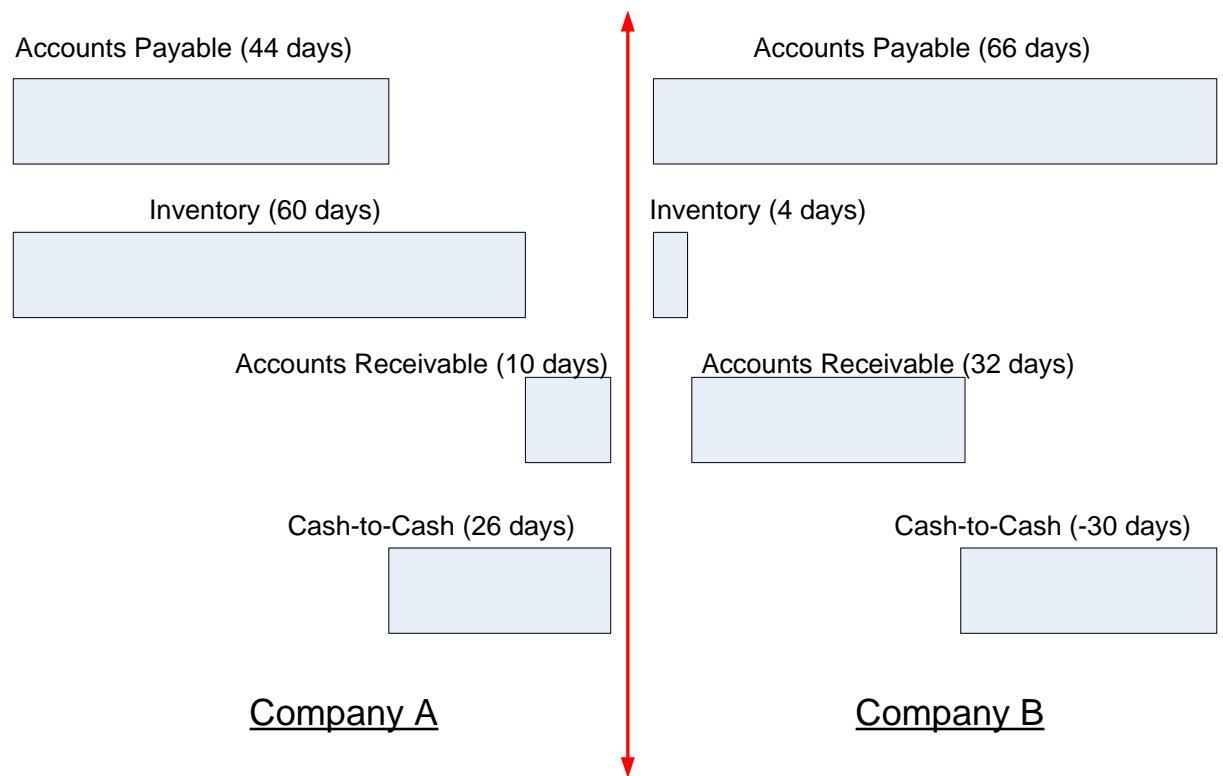 Accounts Payable (44 days)
Inventory (60 days)
Accounts Receivable (10 days)
Cash-to-Cash (26 days)
Company A
Accounts Payable (66 days)
Inventory (4 days)
Accounts Receivable (32 days)
Cash-to-Cash (-30 days)
Company B